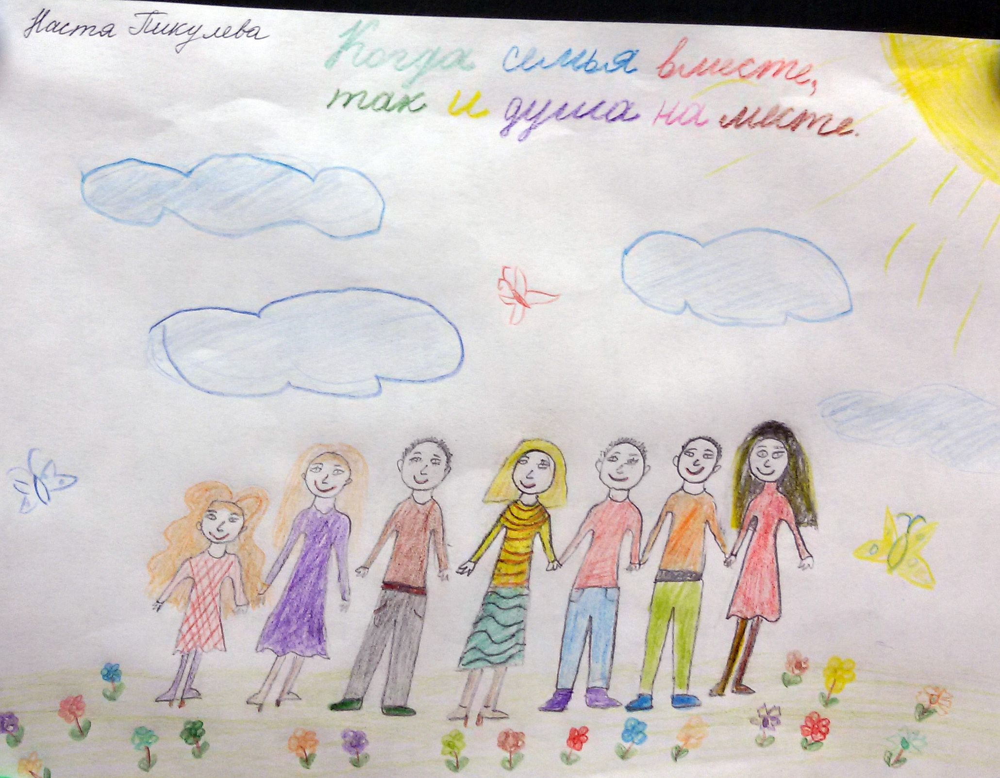 Настя Пикулева
Когда семья вместе,
так и душа на месте.